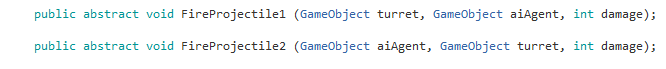 public abstract void FireProjectile1 (GameObject turret, GameObject aiAgent, int damage);
public abstract void FireProjectile2 (GameObject aiAgent, GameObject turret, int damage);